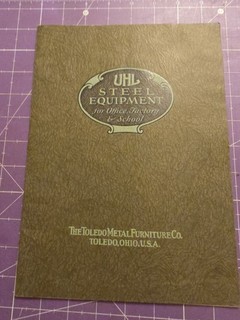 UHL
STEEL
EQUIPMENT
for Office, Factory
& School
THE TOLEDO METAL FURNITURE CO.
TOLEDO, OHIO, U.S.A.